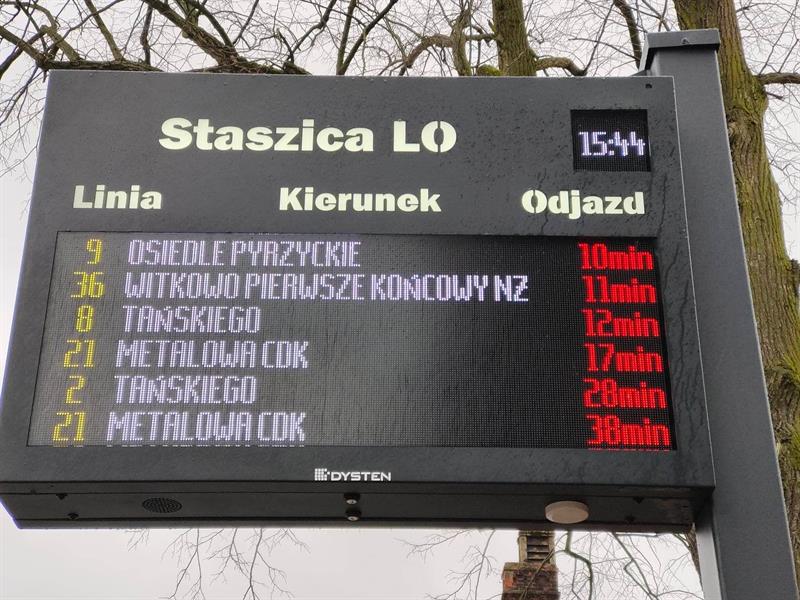 Staszica LO 15:44
Linia Kierunek Odjazd
9 OSIEDLE PYRZYCKIE 10min
36 WITKOWO PIERWSZE KOŃCOWY NŻ 11min
8 TAŃSKIEGO 12min
21 METALOWA CDK 17min
2 TAŃSKIEGO 28min
21 METALOWA CDK 38min
DYSTEN